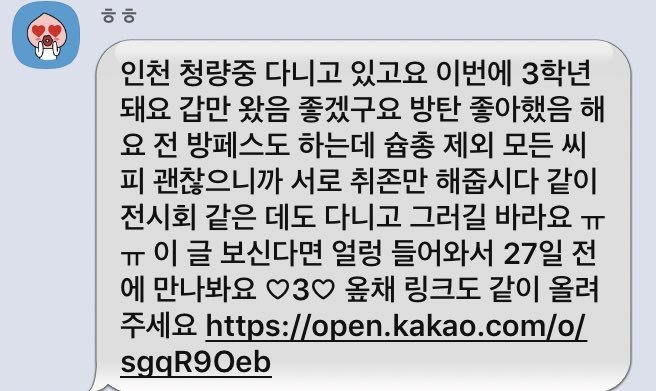 ㅎㅎ
인천 청량중 다니고 있고요 이번에 3학년
돼요 갑만 왔음 좋겠구요 방탄 좋아했음 해
요 전 방페스도 하는데 슙총 제외 모든 씨
피 괜찮으니까 서로 취존만 해줍시다 같이
전시회 같은 데도 다니고 그러길 바라요 ㅠ
ㅠ 이 글 보신다면 얼렁 들어와서 27일 전
에 만나봐요 ♡3♡ 옾채 링크도 같이 올려
주세요 https://open.kakao.com/o/
sgqR9Oeb